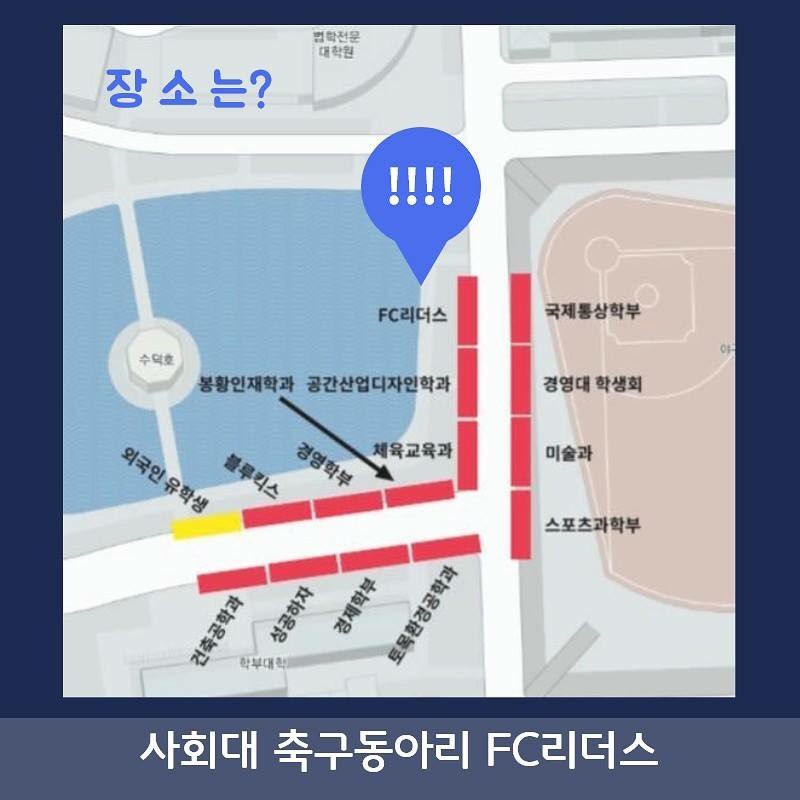 법학전문
대학원
장소는?
!!!!
FC리더스
국제통상학부
수덕호
봉황인재학과
공간산업디자인학과
경영대 학생회
체육교육과
미술과
외국인 유학생
블루킥스
경영학부
스포츠과학부
건축공학과
성공하자
경제학부
토목환경공학과
학부대학
야구
사회대 축구동아리 FC리더스